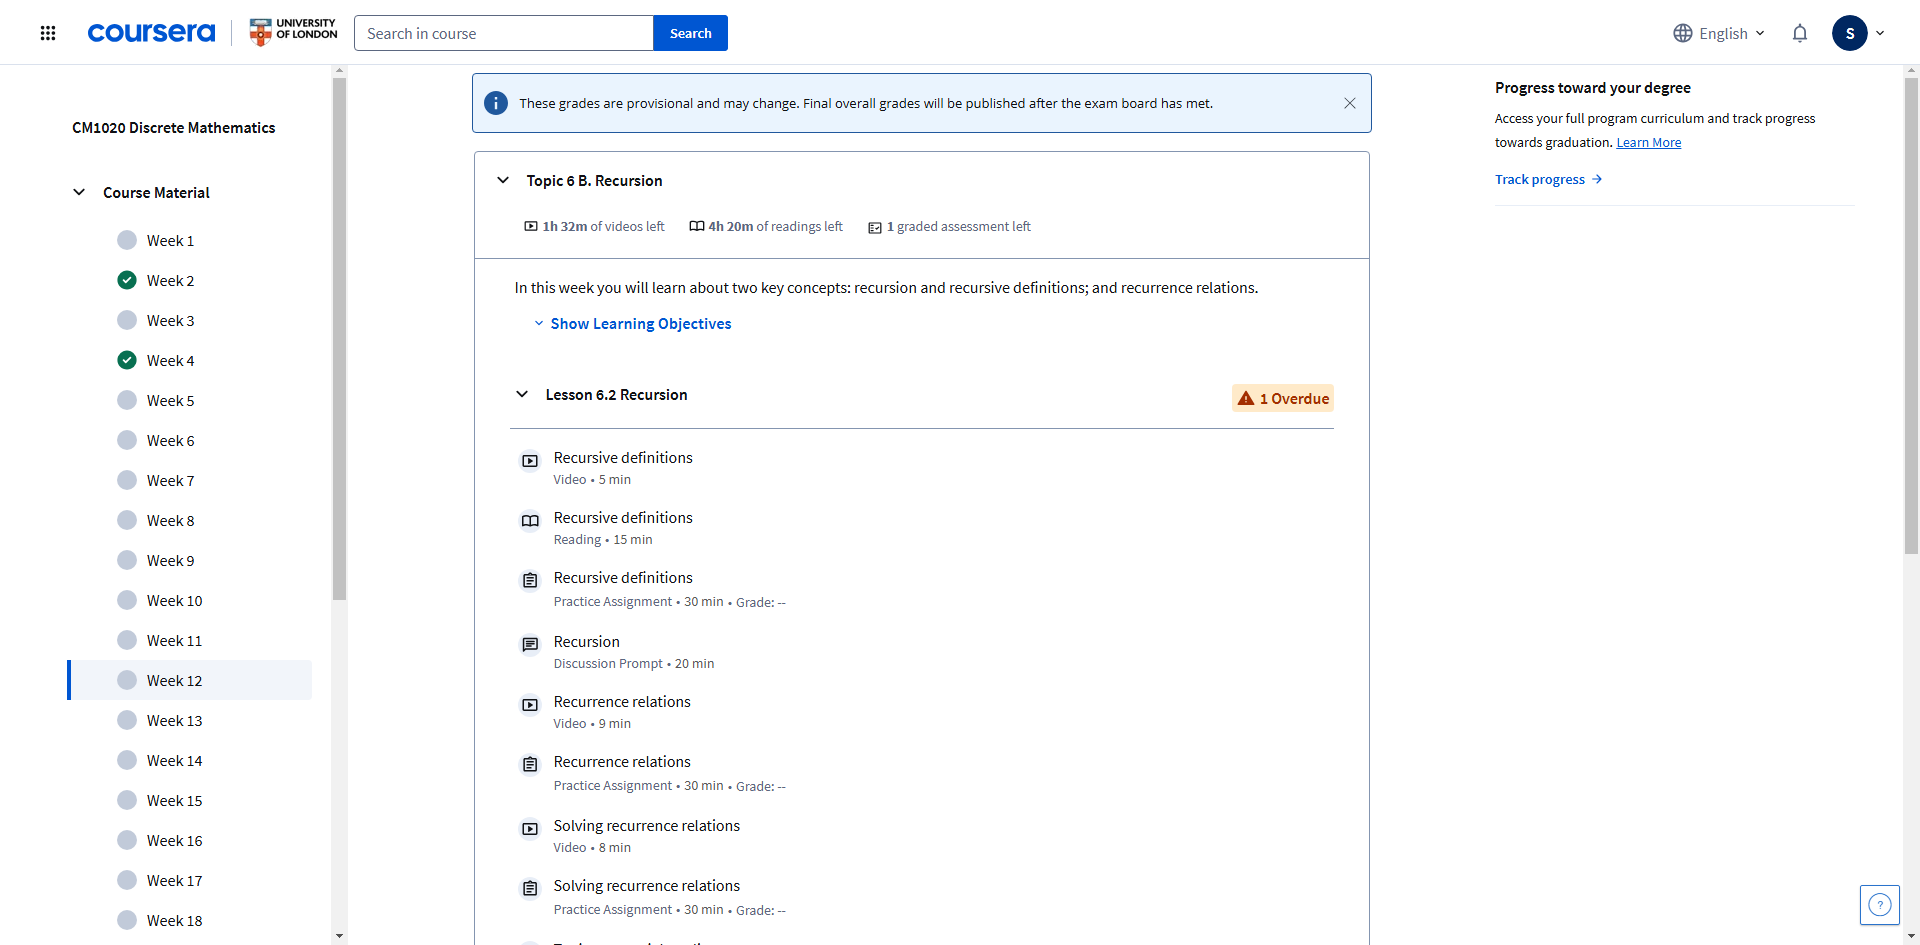 coursera
UNIVERSITY
OF LONDON
Search in course
Search
English
S
CM1020 Discrete Mathematics
Course Material
Week 1
Week 2
Week 3
Week 4
Week 5
Week 6
Week 7
Week 8
Week 9
Week 10
Week 11
Week 12
Week 13
Week 14
Week 15
Week 16
Week 17
Week 18
These grades are provisional and may change. Final overall grades will be published after the exam board has met.
Topic 6 B. Recursion
1h 32m of videos left
4h 20m of readings left
1 graded assessment left
In this week you will learn about two key concepts: recursion and recursive definitions; and recurrence relations.
Show Learning Objectives
Lesson 6.2 Recursion
1 Overdue
Recursive definitions
Video • 5 min
Recursive definitions
Reading • 15 min
Recursive definitions
Practice Assignment • 30 min • Grade: --
Recursion
Discussion Prompt • 20 min
Recurrence relations
Video • 9 min
Recurrence relations
Practice Assignment • 30 min • Grade: --
Solving recurrence relations
Video • 8 min
Solving recurrence relations
Practice Assignment • 30 min • Grade: --
Progress toward your degree
Access your full program curriculum and track progress
towards graduation. Learn More
Track progress →
?